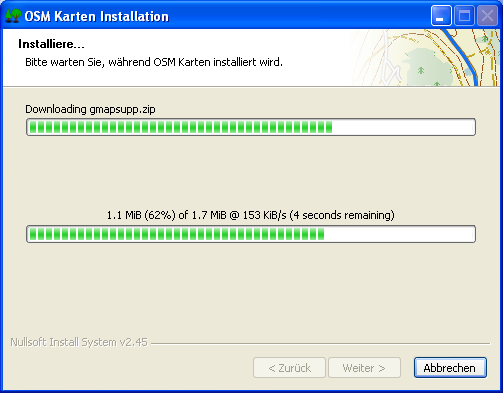 OSM Karten Installation
Installiere...
Bitte warten Sie, während OSM Karten installiert wird.
Downloading gmapsupp.zip
1.1 MiB (62%) of 1.7 MiB @ 153 KiB/s (4 seconds remaining)
Nullsoft Install System v2.45
< Zurück Weiter > Abbrechen